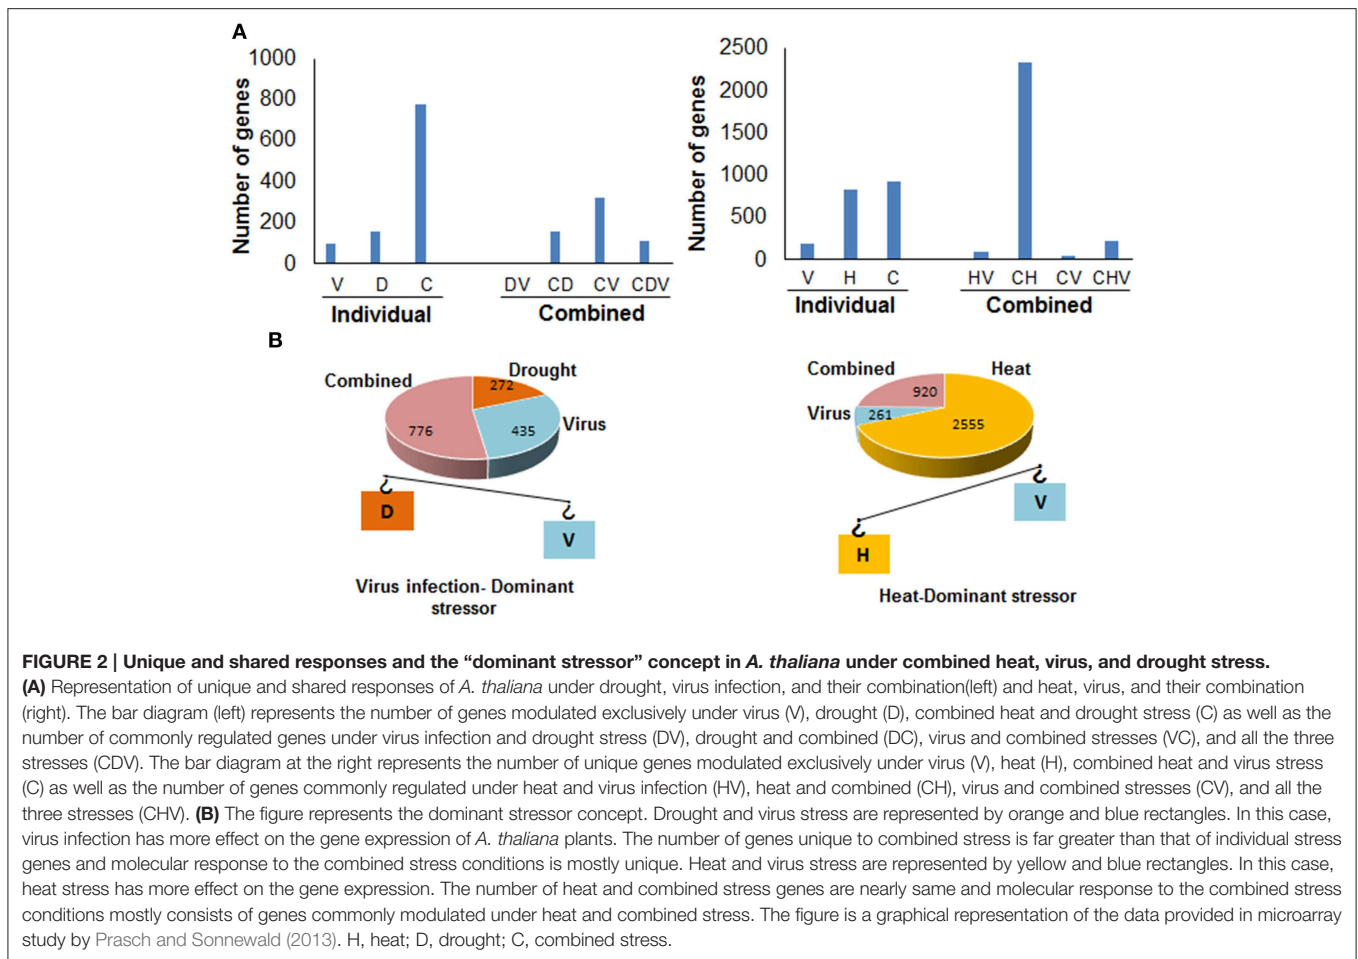 A
Number of genes
1000
800
600
400
200
0
V D C
Individual
DV CD CV CDV
Combined
Number of genes
2500
2000
1500
1000
500
0
V H C
Individual
HV CH CV CHV
Combined
B
Combined
Drought
272
Virus
776
435
D
V
Virus infection- Dominant
stressor
Combined
Heat
920
Virus
261
2555
V
H
Heat-Dominant stressor
FIGURE 2 | Unique and shared responses and the “dominant stressor” concept in A. thaliana under combined heat, virus, and drought stress.
(A) Representation of unique and shared responses of A. thaliana under drought, virus infection, and their combination(left) and heat, virus, and their combination
(right). The bar diagram (left) represents the number of genes modulated exclusively under virus (V), drought (D), combined heat and drought stress (C) as well as the
number of commonly regulated genes under virus infection and drought stress (DV), drought and combined (DC), virus and combined stresses (VC), and all the three
stresses (CDV). The bar diagram at the right represents the number of unique genes modulated exclusively under virus (V), heat (H), combined heat and virus stress
(C) as well as the number of genes commonly regulated under heat and virus infection (HV), heat and combined (CH), virus and combined stresses (CV), and all the
three stresses (CHV). (B) The figure represents the dominant stressor concept. Drought and virus stress are represented by orange and blue rectangles. In this case,
virus infection has more effect on the gene expression of A. thaliana plants. The number of genes unique to combined stress is far greater than that of individual stress
genes and molecular response to the combined stress conditions is mostly unique. Heat and virus stress are represented by yellow and blue rectangles. In this case,
heat stress has more effect on the gene expression. The number of heat and combined stress genes are nearly same and molecular response to the combined stress
conditions mostly consists of genes commonly modulated under heat and combined stress. The figure is a graphical representation of the data provided in microarray
study by Prasch and Sonnewald (2013). H, heat; D, drought; C, combined stress.